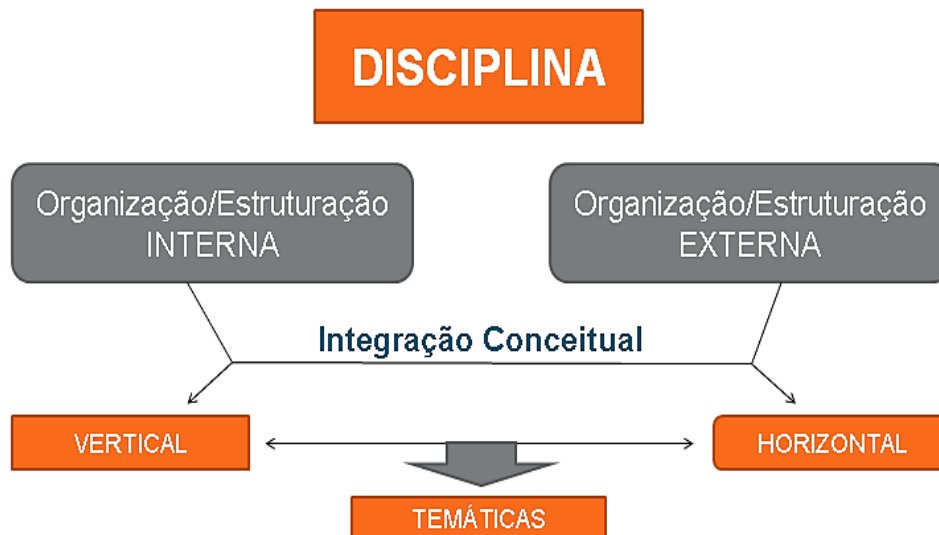 DISCIPLINA
Organização/Estruturação
INTERNA
Organização/Estruturação
EXTERNA
Integração Conceitual
VERTICAL
HORIZONTAL
TEMÁTICAS